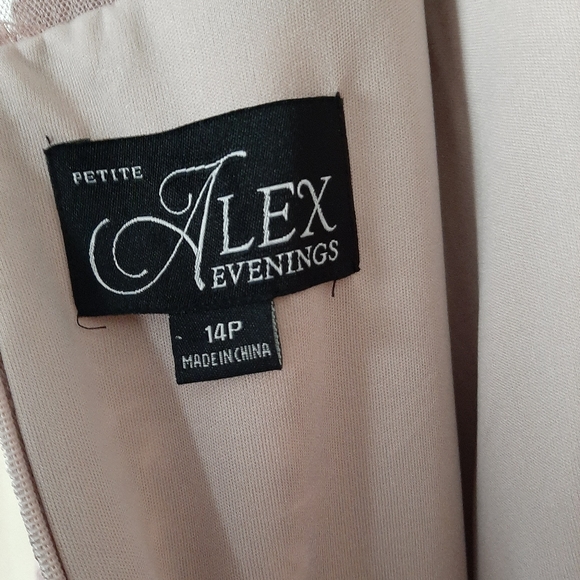 PETITE
ALEX
EVENINGS
14P
MADE IN CHINA